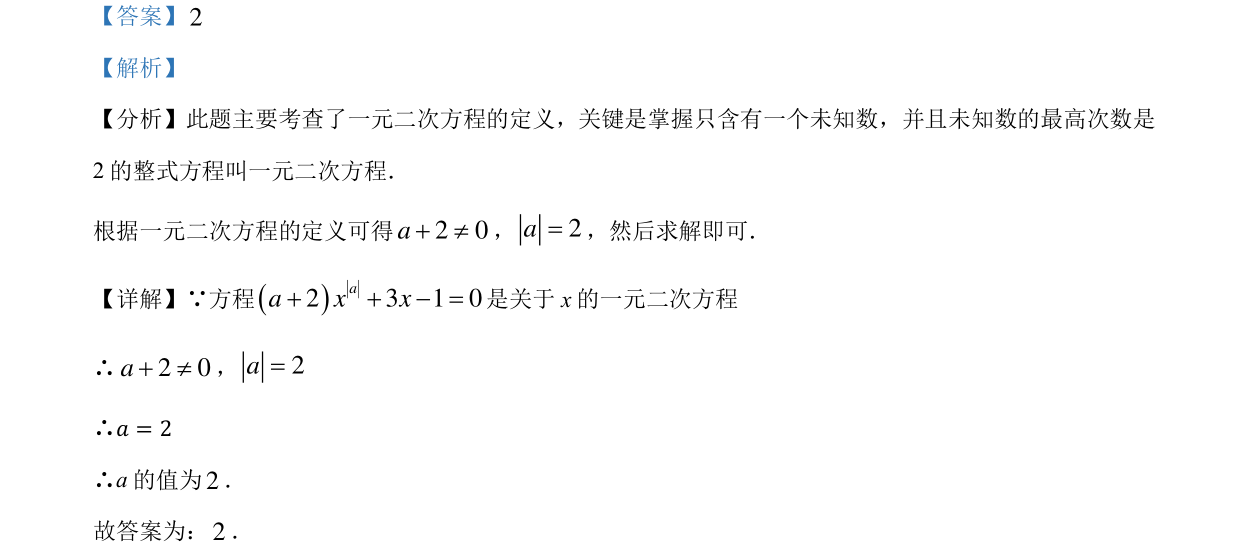 【答案】2
【解析】
【分析】此题主要考查了一元二次方程的定义，关键是掌握只含有一个未知数，并且未知数的最高次数是
2 的整式方程叫一元二次方程．
根据一元二次方程的定义可得 a+2≠0，|a|=2，然后求解即可．
【详解】∵方程(a+2)x^{|a|}+3x−1=0是关于 x 的一元二次方程
∴ a+2≠0，|a|=2
∴a = 2
∴a 的值为2．
故答案为：2．